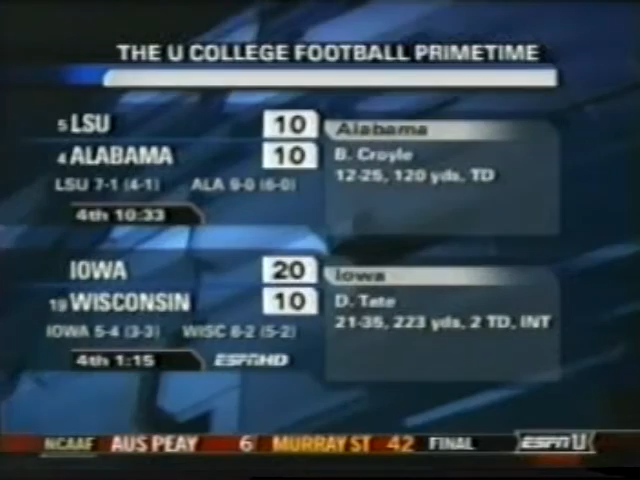 THE U COLLEGE FOOTBALL PRIMETIME
5 LSU 10
4 ALABAMA 10
LSU 7-1 (4-1) ALA 9-0 (6-0)
4th 10:33
Alabama
B. Croyle
12-25, 120 yds, TD
IOWA 20
19 WISCONSIN 10
IOWA 5-4 (3-3) WISC 8-2 (5-2)
4th 1:15 ESPN HD
Iowa
D. Tate
21-35, 223 yds, 2 TD, INT
NCAAF AUS PEAY 6 MURRAY ST 42 FINAL ESPN U